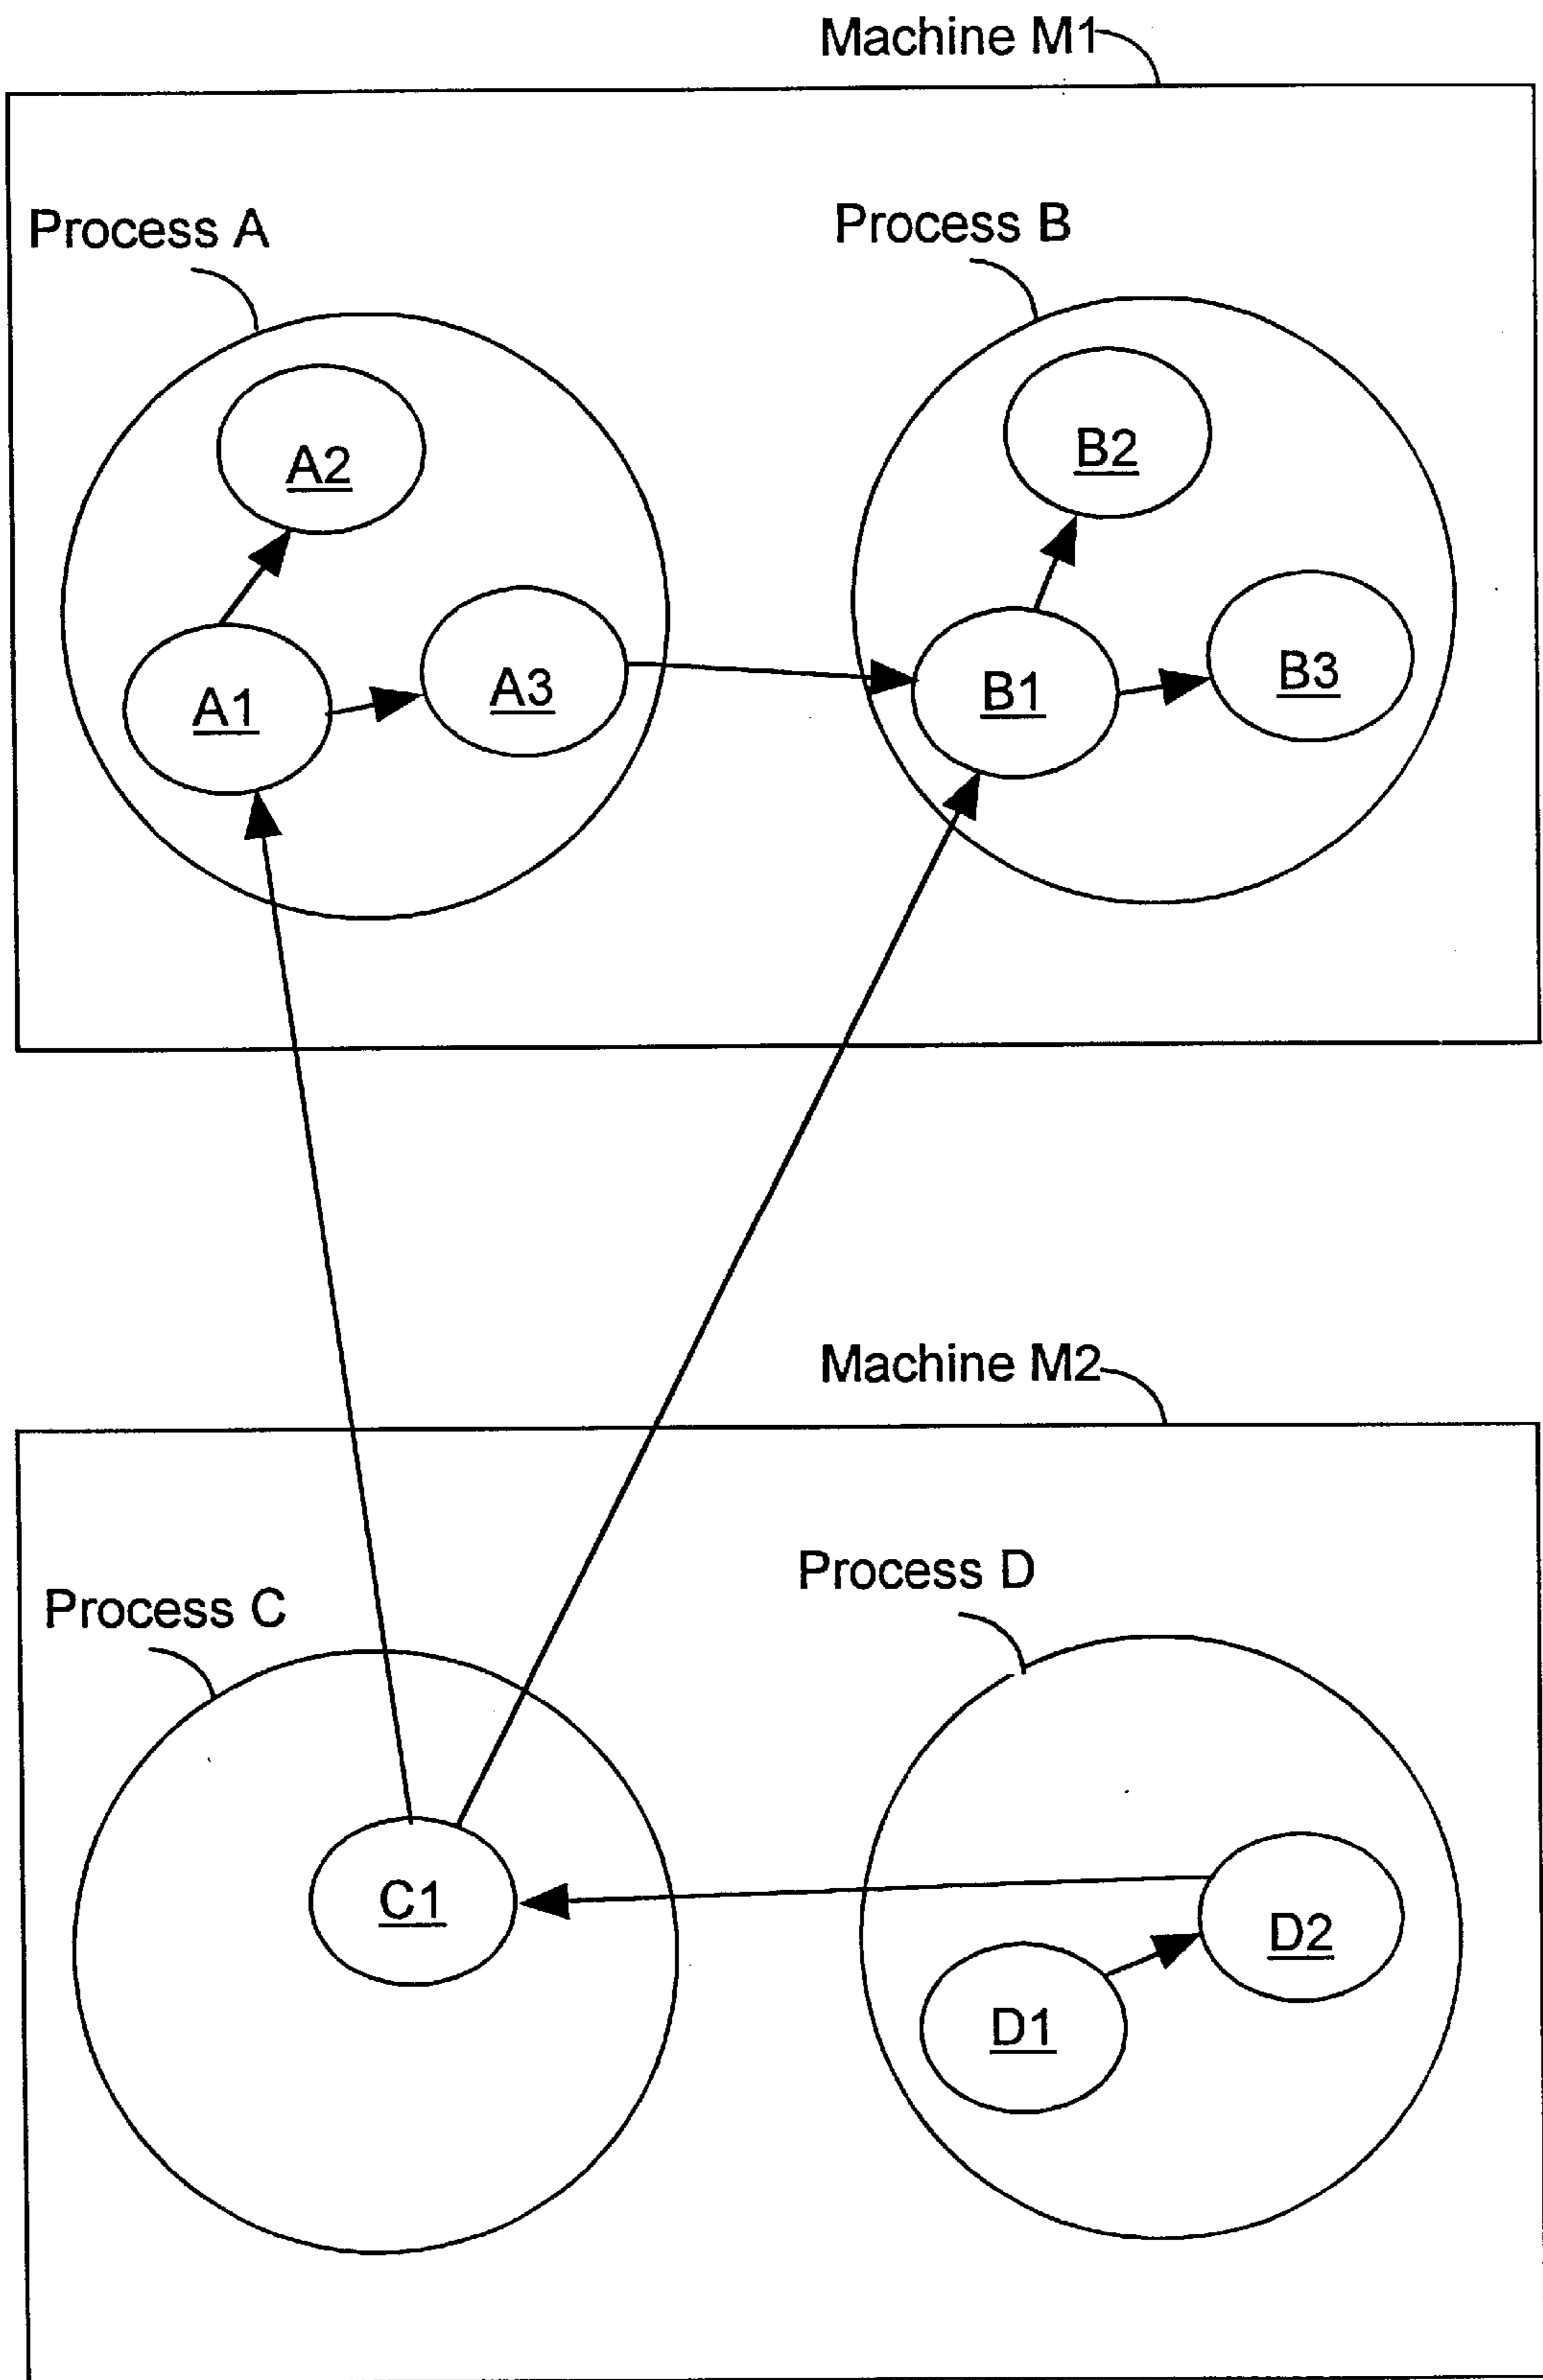 Machine M1
Process A
Process B
A2
B2
A1
A3
B1
B3
Machine M2
Process C
Process D
C1
D2
D1